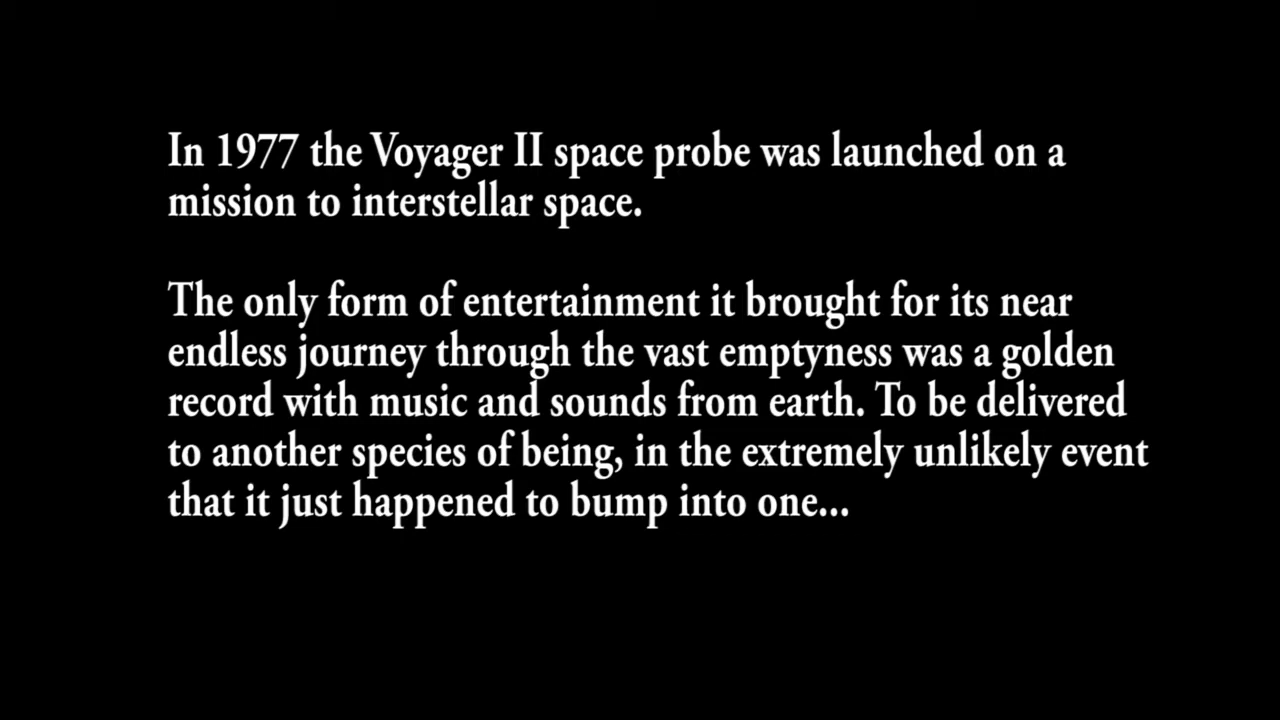 In 1977 the Voyager II space probe was launched on a
mission to interstellar space.
The only form of entertainment it brought for its near
endless journey through the vast emptyness was a golden
record with music and sounds from earth. To be delivered
to another species of being, in the extremely unlikely event
that it just happened to bump into one...